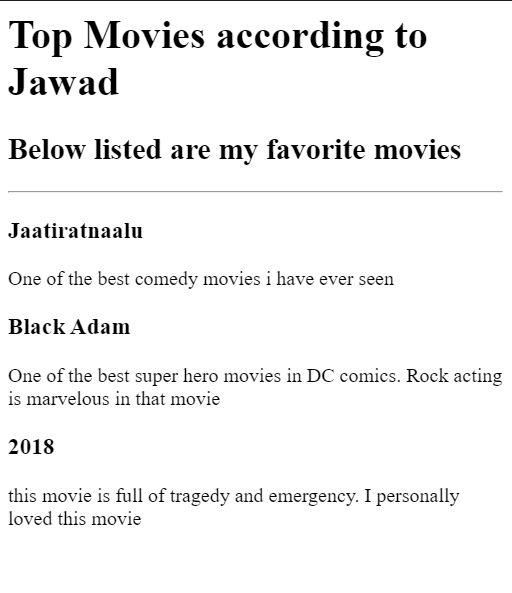 Top Movies according to
Jawad
Below listed are my favorite movies
Jaatiratnaalu
One of the best comedy movies i have ever seen
Black Adam
One of the best super hero movies in DC comics. Rock acting
is marvelous in that movie
2018
this movie is full of tragedy and emergency. I personally
loved this movie